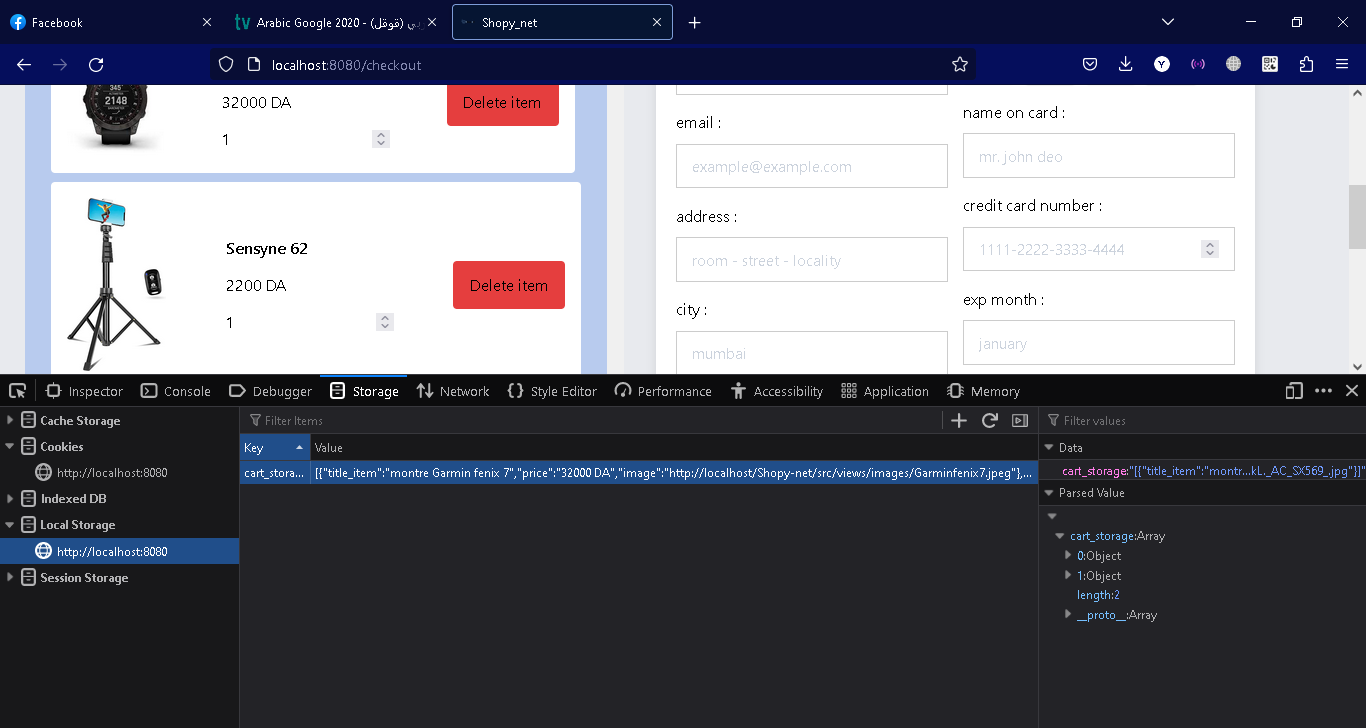 Facebook
Arabic Google 2020 - (قوقل)
Shopy_net
localhost:8080/checkout
345
2148
32000 DA
Delete item
1
Sensyne 62
2200 DA
Delete item
1
email :
example@example.com
address :
room - street - locality
city :
mumbai
name on card :
mr. john deo
credit card number :
1111-2222-3333-4444
exp month :
january
Inspector
Console
Debugger
Storage
Network
Style Editor
Performance
Accessibility
Application
Memory
Cache Storage
Cookies
http://localhost:8080
Indexed DB
Local Storage
http://localhost:8080
Session Storage
Filter Items
Key
Value
cart_stora...
[{"title_item":"montre Garmin fenix 7","price":"32000 DA","image":"http://localhost/Shopy-net/src/views/images/Garminfenix7.jpeg"},...
Filter values
Data
cart_storage:"[{"title_item":"montr...kL._AC_SX569_.jpg"}]"
Parsed Value
cart_storage:Array
0:Object
1:Object
length:2
__proto__:Array